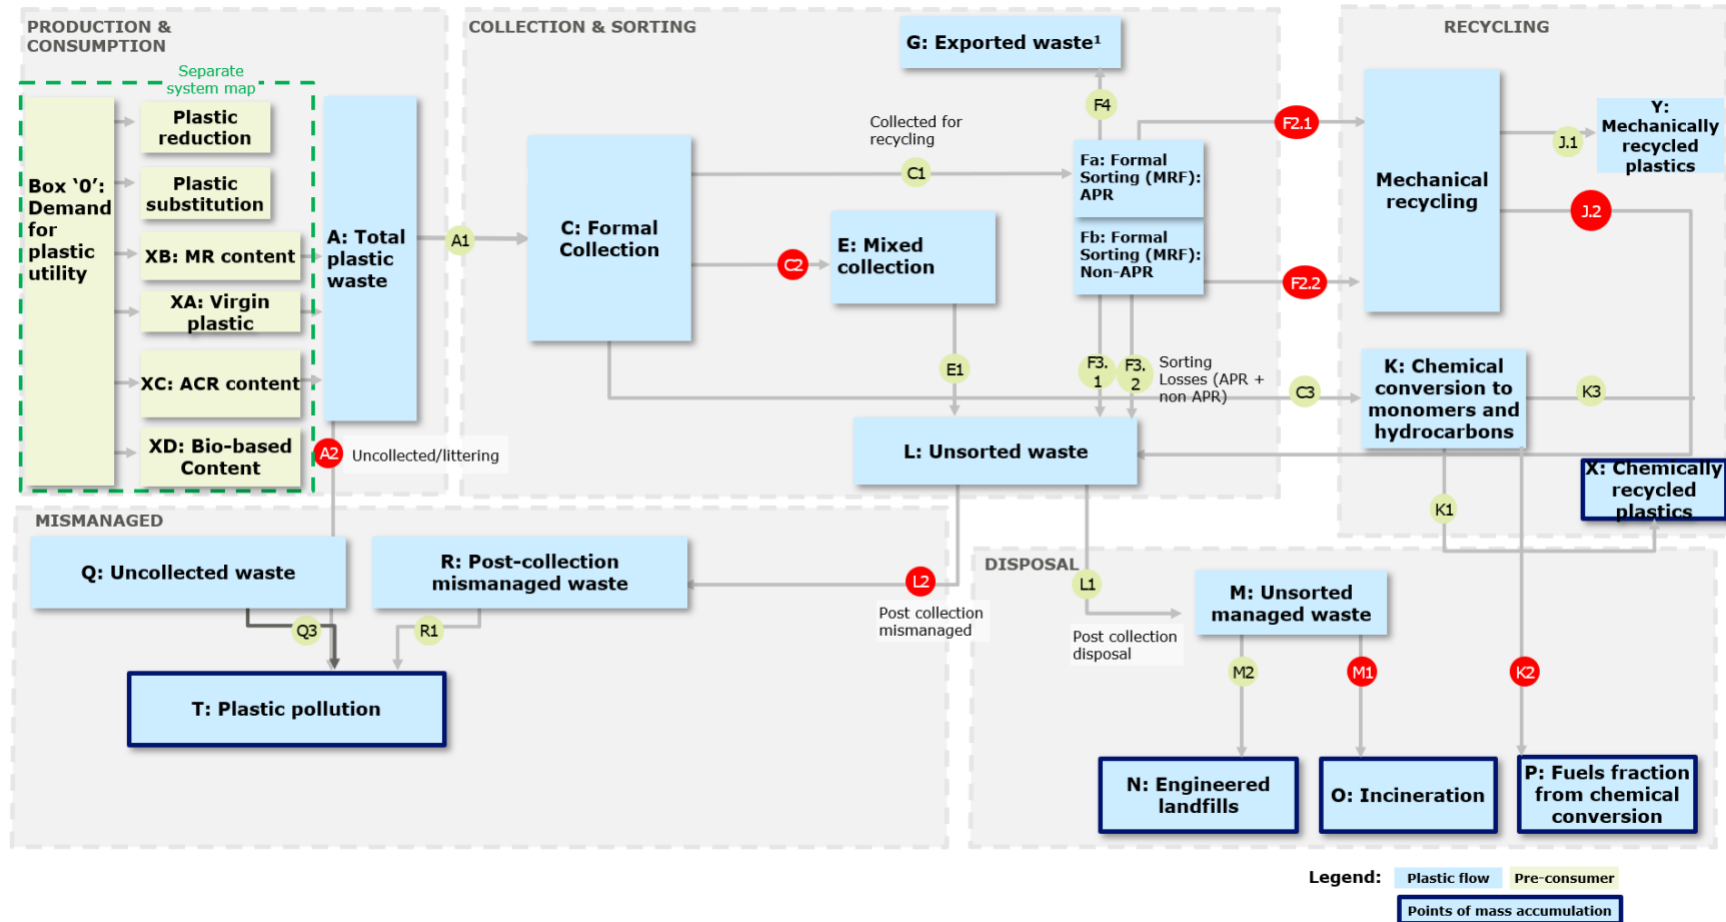 PRODUCTION &
CONSUMPTION
Separate
system map
Box ‘0’:
Demand
for
plastic
utility
Plastic
reduction
Plastic
substitution
XB: MR content
XA: Virgin
plastic
XC: ACR content
XD: Bio-based
Content
A: Total
plastic
waste
A1
A2
Uncollected/littering
COLLECTION & SORTING
G: Exported waste¹
F4
Collected for
recycling
C: Formal
Collection
C1
C2
E: Mixed
collection
Fa: Formal
Sorting (MRF):
APR
Fb: Formal
Sorting (MRF):
Non-APR
E1
F3.
1
F3.
2
Sorting
Losses (APR +
non APR)
L: Unsorted waste
F2.1
F2.2
C3
RECYCLING
Mechanical
recycling
J.1
Y:
Mechanically
recycled
plastics
J.2
K: Chemical
conversion to
monomers and
hydrocarbons
K3
X: Chemically
recycled
plastics
K1
MISMANAGED
Q: Uncollected waste
R: Post-collection
mismanaged waste
Q3
R1
T: Plastic pollution
L2
Post collection
mismanaged
DISPOSAL
L1
Post collection
disposal
M: Unsorted
managed waste
M2
M1
K2
N: Engineered
landfills
O: Incineration
P: Fuels fraction
from chemical
conversion
Legend:
Plastic flow
Pre-consumer
Points of mass accumulation